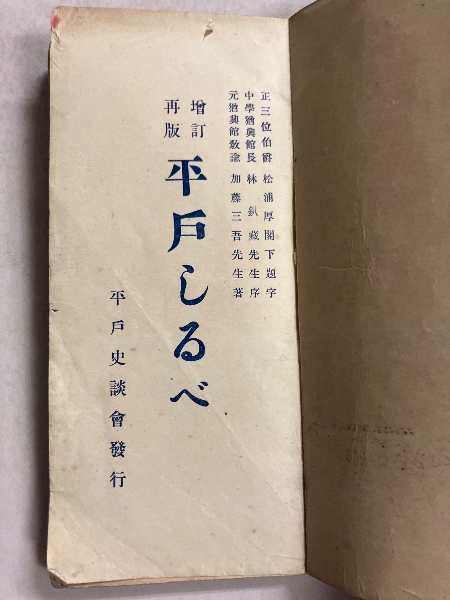 正三位伯爵松浦厚閣下題字
中學猶興館長林釟藏先生序
元猶興館教諭加藤三吾先生著
增訂
再版
平戶しるべ
平戶史談會發行